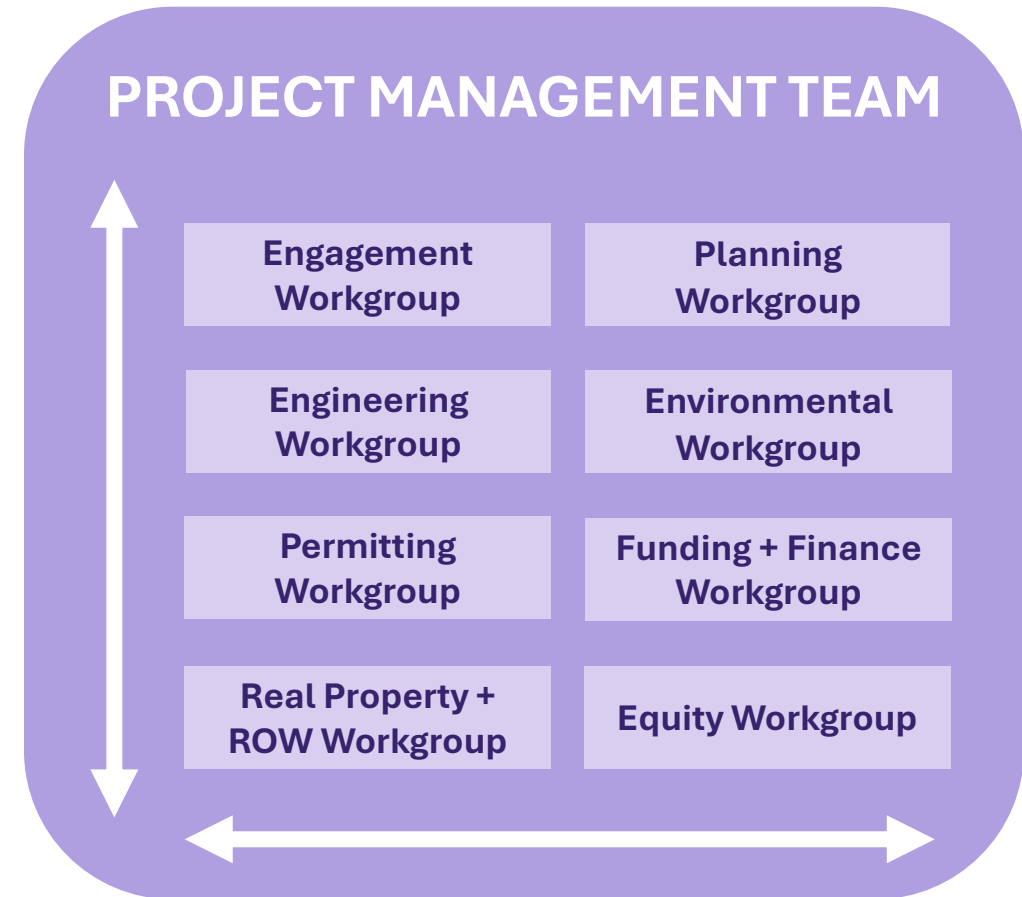 PROJECT MANAGEMENT TEAM
Engagement
Workgroup
Planning
Workgroup
Engineering
Workgroup
Environmental
Workgroup
Permitting
Workgroup
Funding + Finance
Workgroup
Real Property +
ROW Workgroup
Equity Workgroup